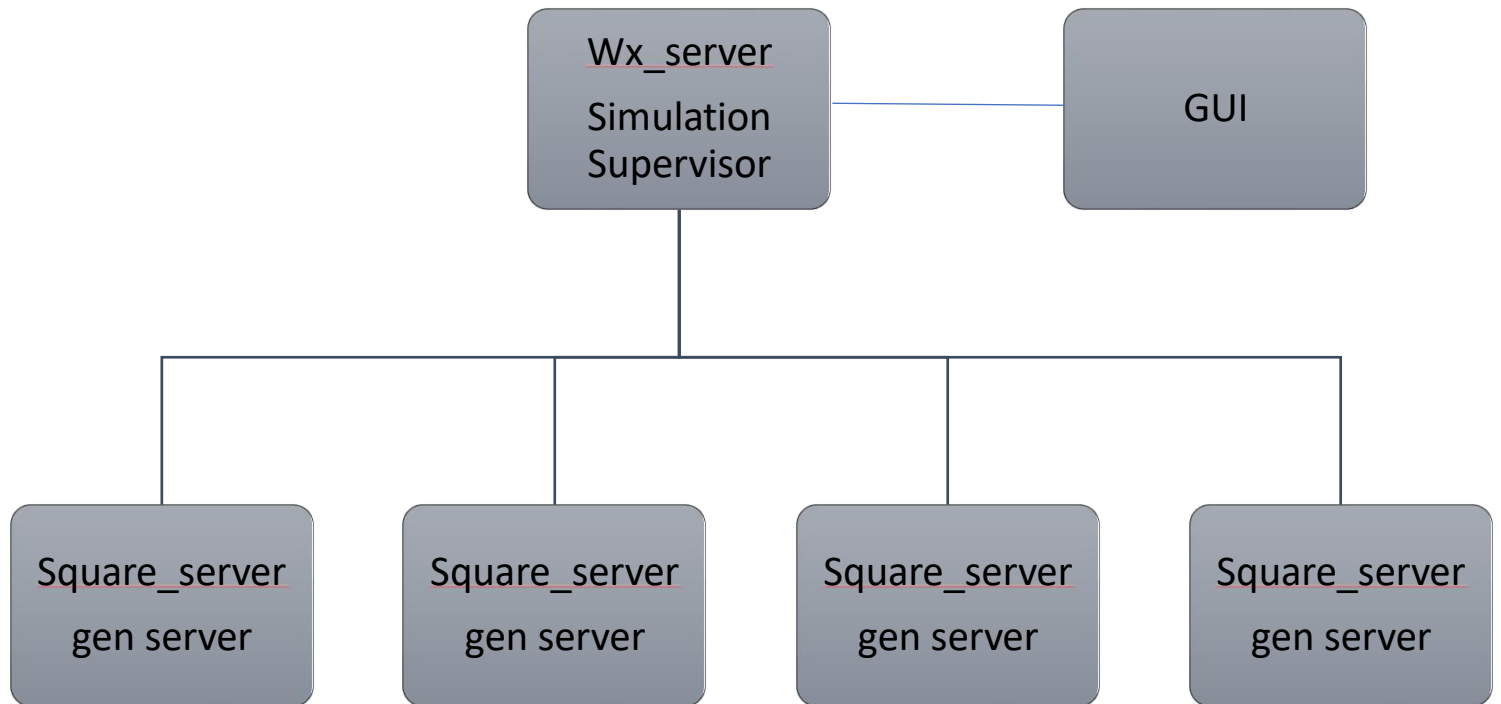 Wx_server
Simulation
Supervisor
GUI
Square_server
gen server
Square_server
gen server
Square_server
gen server
Square_server
gen server